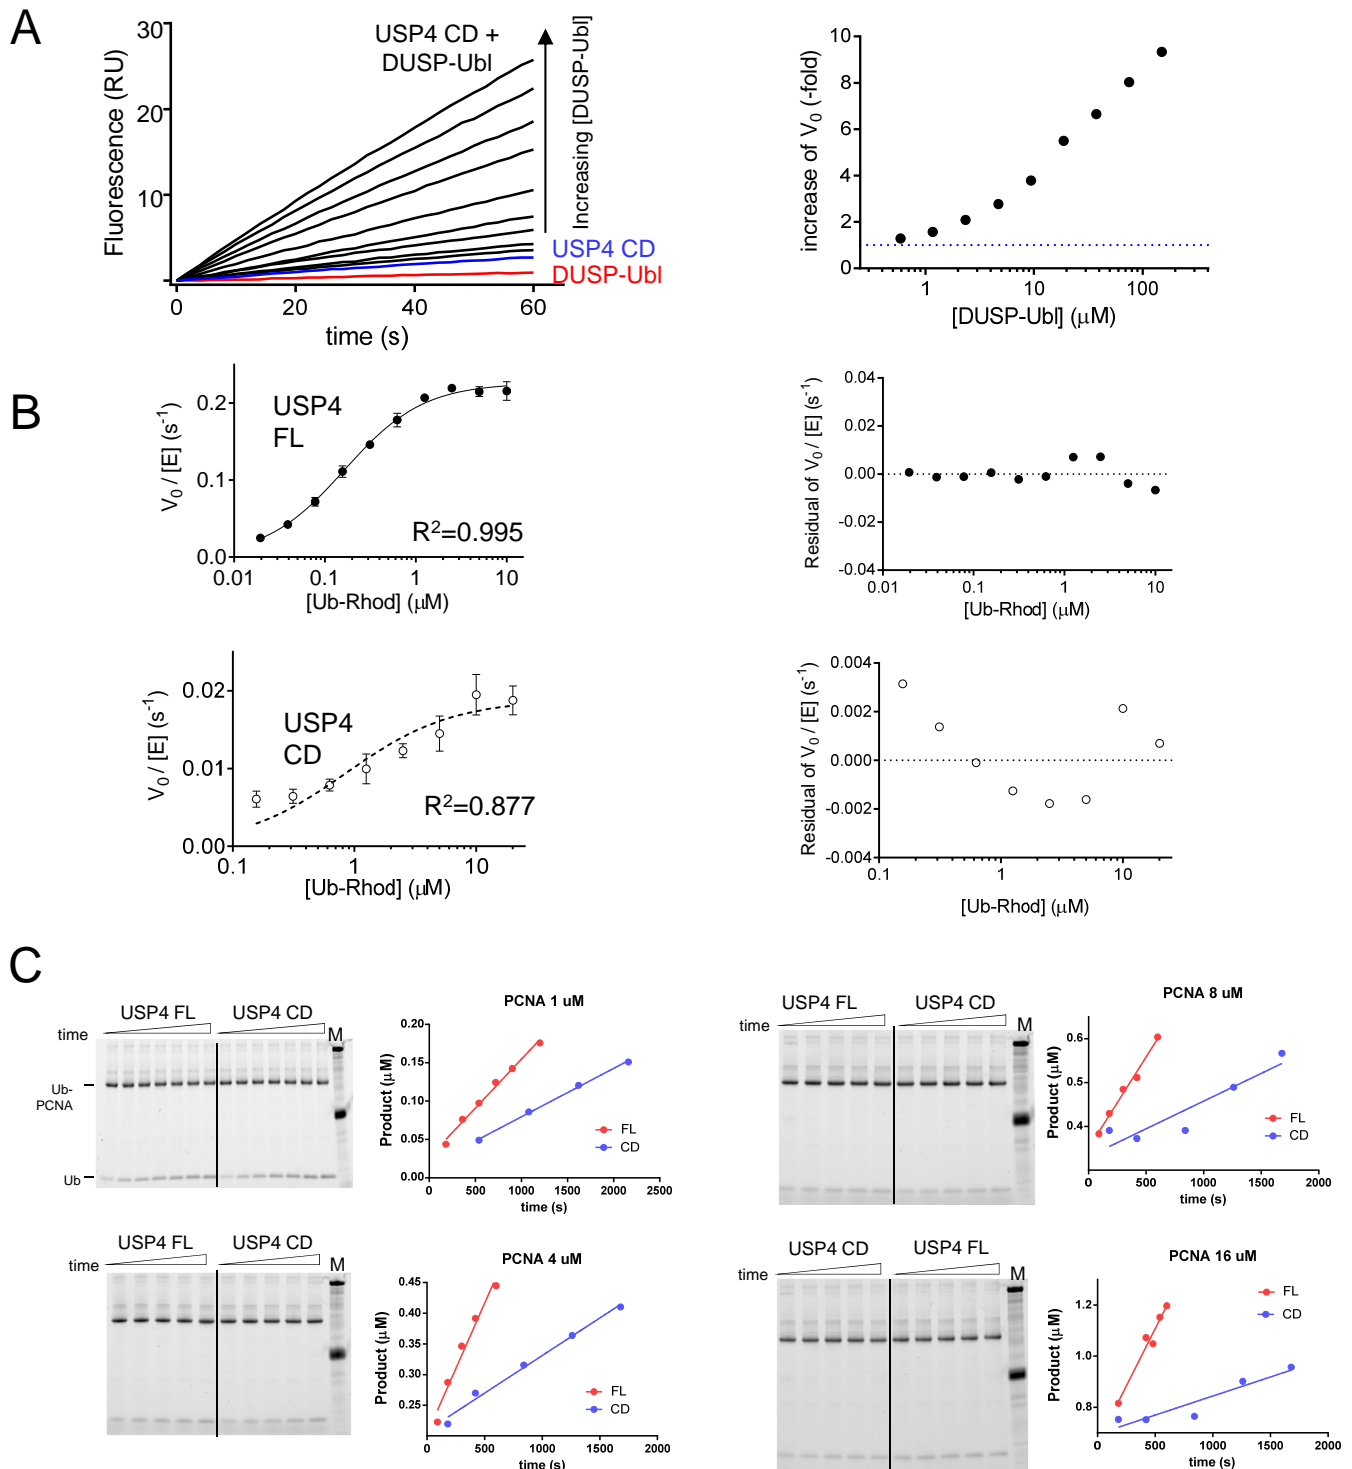 A
Fluorescence (RU)
30
20
10
0
20
40
60
time (s)
USP4 CD +
DUSP-Ubl
Increasing [DUSP-Ubl]
USP4 CD
DUSP-Ubl
increase of V0 (-fold)
10
8
6
4
2
0
1
10
100
[DUSP-Ubl] (μM)
B
V0 / [E] (s-1)
0.2
0.1
0.0
0.01
0.1
1
10
[Ub-Rhod] (μM)
USP4
FL
R2=0.995
Residual of V0 / [E] (s-1)
0.04
0.02
0.00
-0.02
-0.04
0.01
0.1
1
10
[Ub-Rhod] (μM)
V0 / [E] (s-1)
0.02
0.01
0.00
0.1
1
10
[Ub-Rhod] (μM)
USP4
CD
R2=0.877
Residual of V0 / [E] (s-1)
0.004
0.002
0.000
-0.002
-0.004
0.1
1
10
[Ub-Rhod] (μM)
C
USP4 FL
USP4 CD
time
M
Ub-
PCNA
Ub
PCNA 1 uM
Product (μM)
0.20
0.15
0.10
0.05
0.00
0
500
1000
1500
2000
2500
time (s)
FL
CD
USP4 FL
USP4 CD
time
M
PCNA 8 uM
Product (μM)
0.6
0.5
0.4
0
500
1000
1500
2000
time (s)
FL
CD
USP4 FL
USP4 CD
time
M
PCNA 4 uM
Product (μM)
0.45
0.40
0.35
0.30
0.25
0
500
1000
1500
2000
time (s)
FL
CD
USP4 CD
USP4 FL
time
M
PCNA 16 uM
Product (μM)
1.2
1.0
0.8
0
500
1000
1500
2000
time (s)
FL
CD